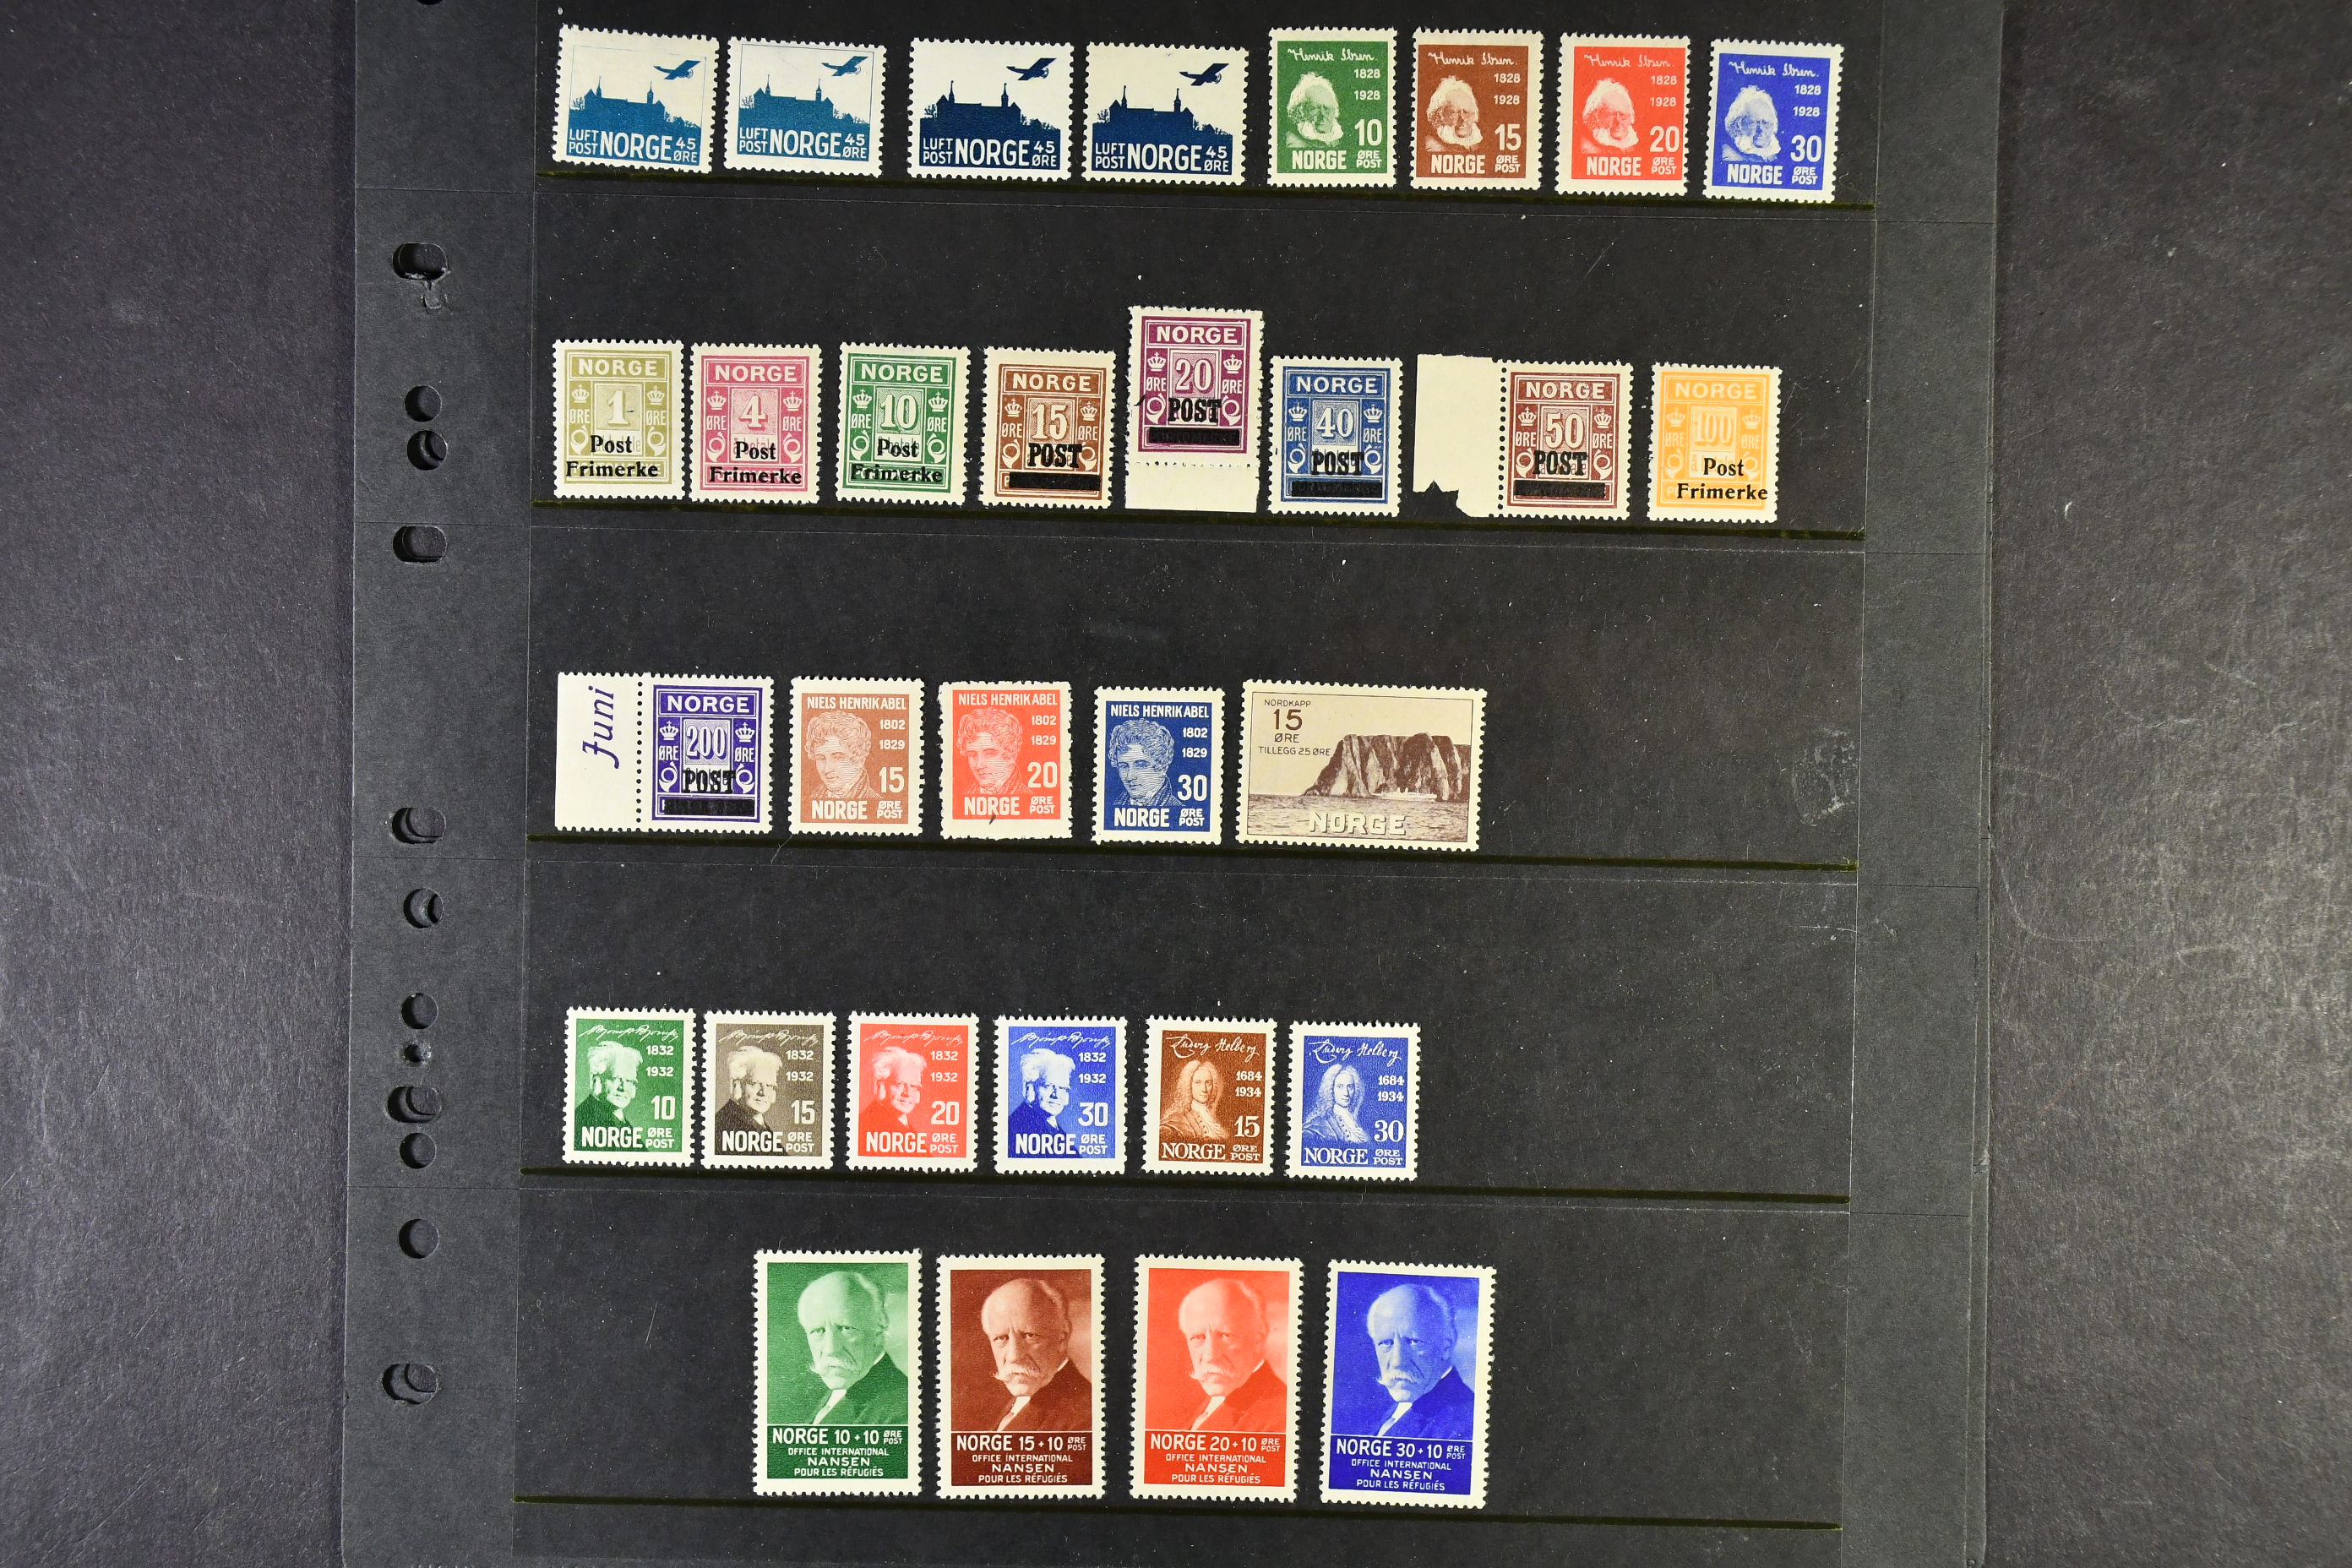 LUFT POST NORGE 45 ØRE
LUFT POST NORGE 45 ØRE
LUFT POST NORGE 45 ØRE
LUFT POST NORGE 45 ØRE
Henrik Ibsen.
1828
1928
10
NORGE ØRE POST
Henrik Ibsen.
1828
1928
15
NORGE ØRE POST
Henrik Ibsen.
1828
1928
20
NORGE ØRE POST
Henrik Ibsen.
1828
1928
30
NORGE ØRE POST
NORGE
1
ØRE ØRE
Post
Frimerke
NORGE
4
ØRE ØRE
Post
Frimerke
NORGE
10
ØRE ØRE
Post
Frimerke
NORGE
15
ØRE ØRE
POST
NORGE
20
ØRE ØRE
POST
NORGE
40
ØRE ØRE
POST
NORGE
50
ØRE ØRE
POST
NORGE
100
ØRE ØRE
Post
Frimerke
Juni
NORGE
200
ØRE ØRE
POST
NIELS HENRIK ABEL
1802
1829
15
NORGE ØRE POST
NIELS HENRIK ABEL
1802
1829
20
NORGE ØRE POST
NIELS HENRIK ABEL
1802
1829
30
NORGE ØRE POST
NORDKAPP
15
ØRE
TILLEGG 25 ØRE
NORGE
1832
1932
10
NORGE ØRE POST
1832
1932
15
NORGE ØRE POST
1832
1932
20
NORGE ØRE POST
1832
1932
30
NORGE ØRE POST
Ludvig Holberg
1684
1934
15
NORGE ØRE POST
Ludvig Holberg
1684
1934
30
NORGE ØRE POST
NORGE 10+10 ØRE POST
OFFICE INTERNATIONAL
NANSEN
POUR LES RÉFUGIÉS
NORGE 15+10 ØRE POST
OFFICE INTERNATIONAL
NANSEN
POUR LES RÉFUGIÉS
NORGE 20+10 ØRE POST
OFFICE INTERNATIONAL
NANSEN
POUR LES RÉFUGIÉS
NORGE 30+10 ØRE POST
OFFICE INTERNATIONAL
NANSEN
POUR LES RÉFUGIÉS